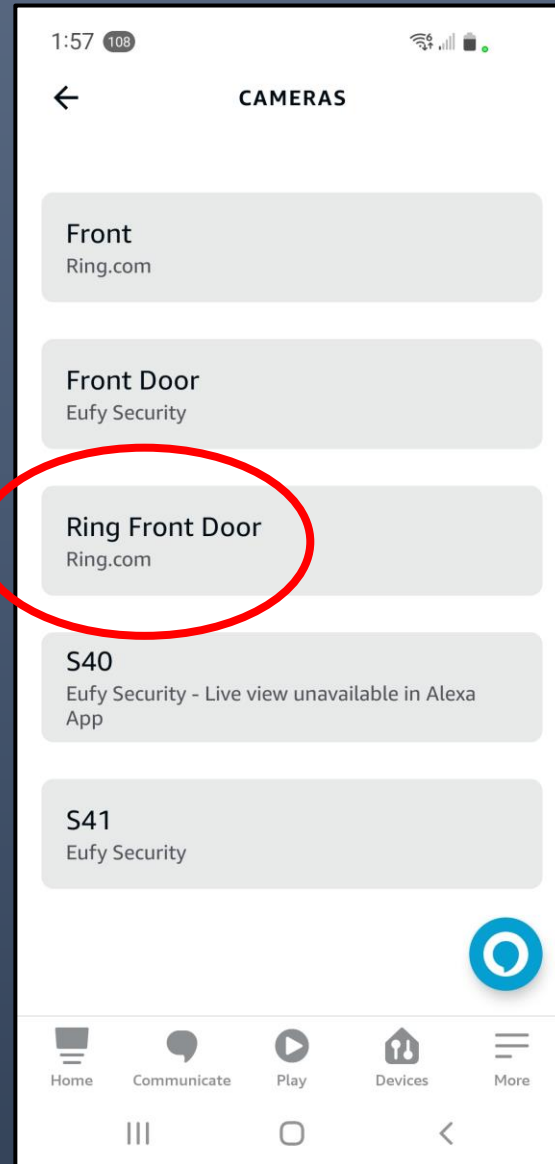 1:57 108
CAMERAS
Front
Ring.com
Front Door
Eufy Security
Ring Front Door
Ring.com
S40
Eufy Security - Live view unavailable in Alexa
App
S41
Eufy Security
Home Communicate Play Devices More